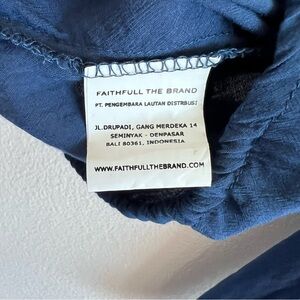 FAITHFULL THE BRAND
PT. PENGEMBARA LAUTAN DISTRBUSI
JL.DRUPADI, GANG MERDEKA 14
SEMINYAK - DENPASAR
BALI 80361, INDONESIA
WWW.FAITHFULLTHEBRAND.COM